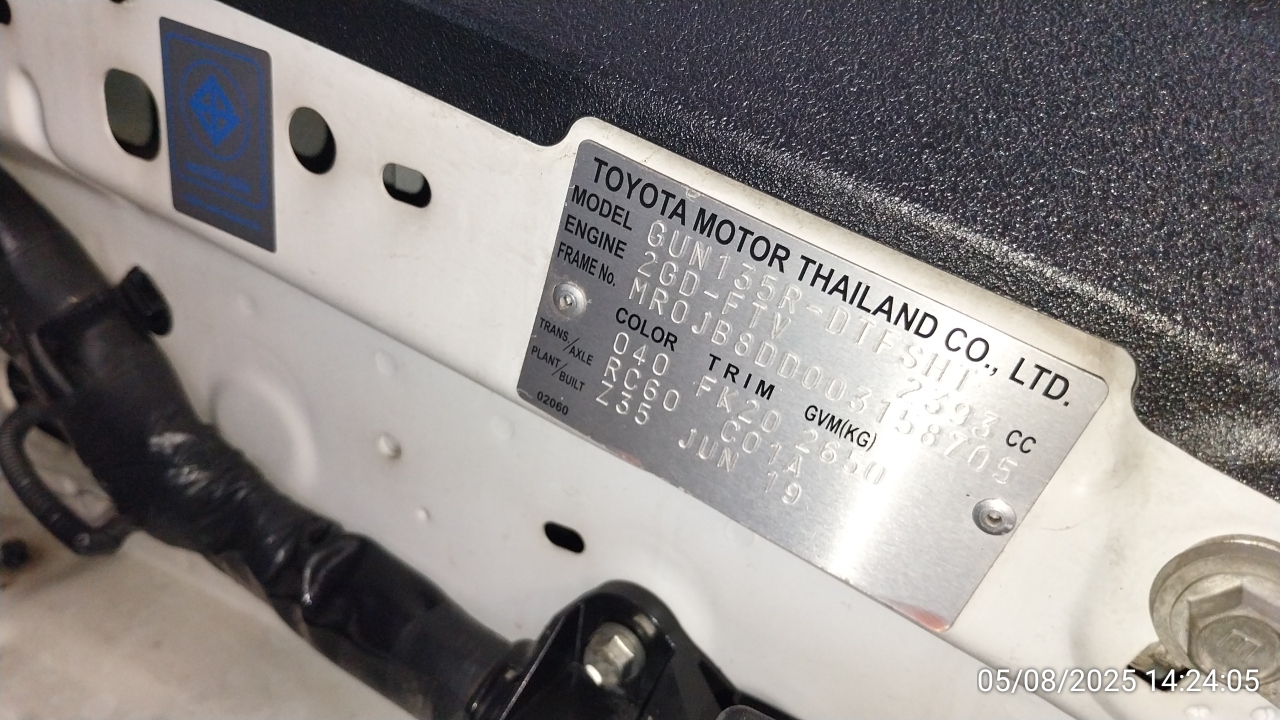 TOYOTA MOTOR THAILAND CO., LTD.
MODEL GUN135R-DTFSHT
ENGINE 2GD-FTV 2393 CC
FRAME No. MR0JB8DD003158705
COLOR TRIM GVM(KG)
040 FK20 2650
TRANS/AXLE RC60 C01A
PLANT/BUILT Z35 JUN 19
02060
05/08/2025 14:24:05